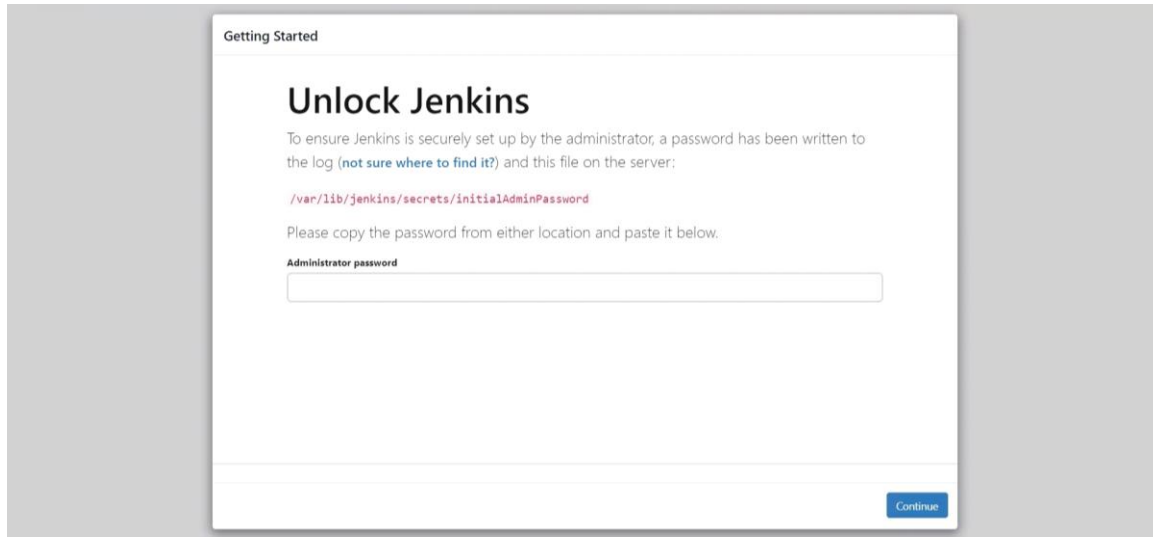 Getting Started
Unlock Jenkins
To ensure Jenkins is securely set up by the administrator, a password has been written to
the log (not sure where to find it?) and this file on the server:
/var/lib/jenkins/secrets/initialAdminPassword
Please copy the password from either location and paste it below.
Administrator password
Continue